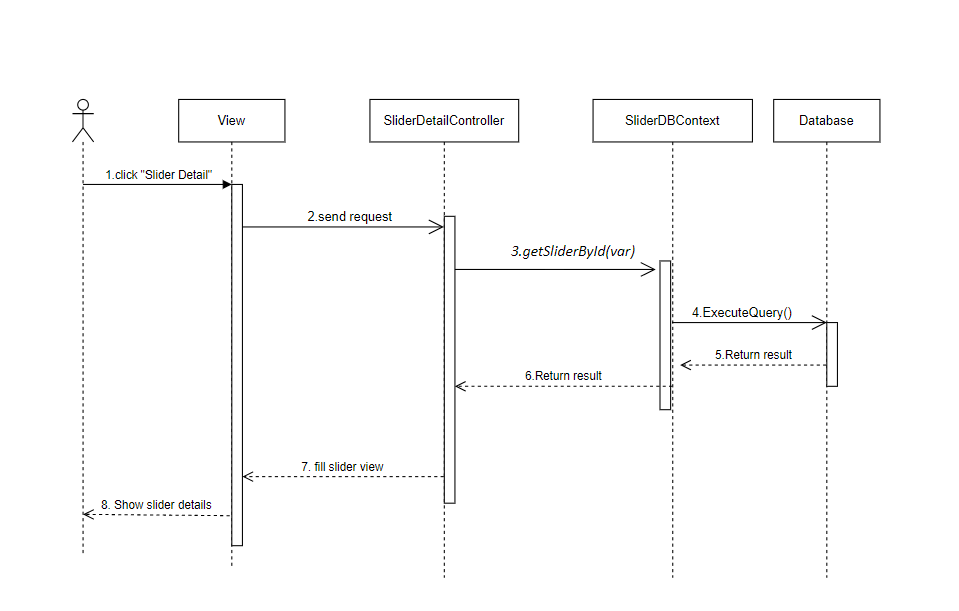 View
SliderDetailController
SliderDBContext
Database
1.click "Slider Detail"
2.send request
3.getSliderById(var)
4.ExecuteQuery()
5.Return result
6.Return result
7. fill slider view
8. Show slider details